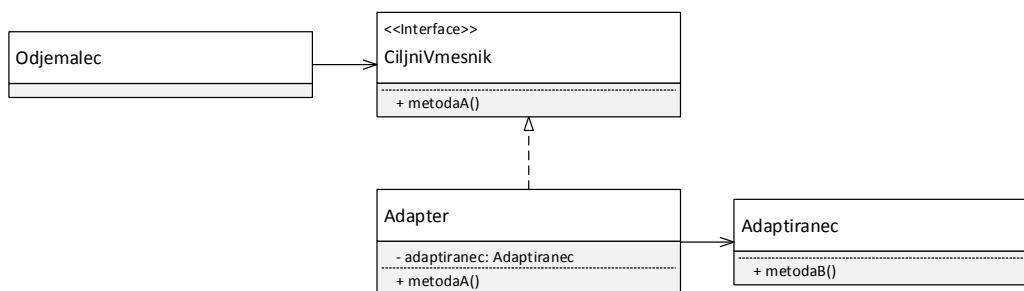 Odjemalec
<<Interface>>
CiljniVmesnik
+ metodaA()
Adapter
- adaptiranec: Adaptiranec
+ metodaA()
Adaptiranec
+ metodaB()